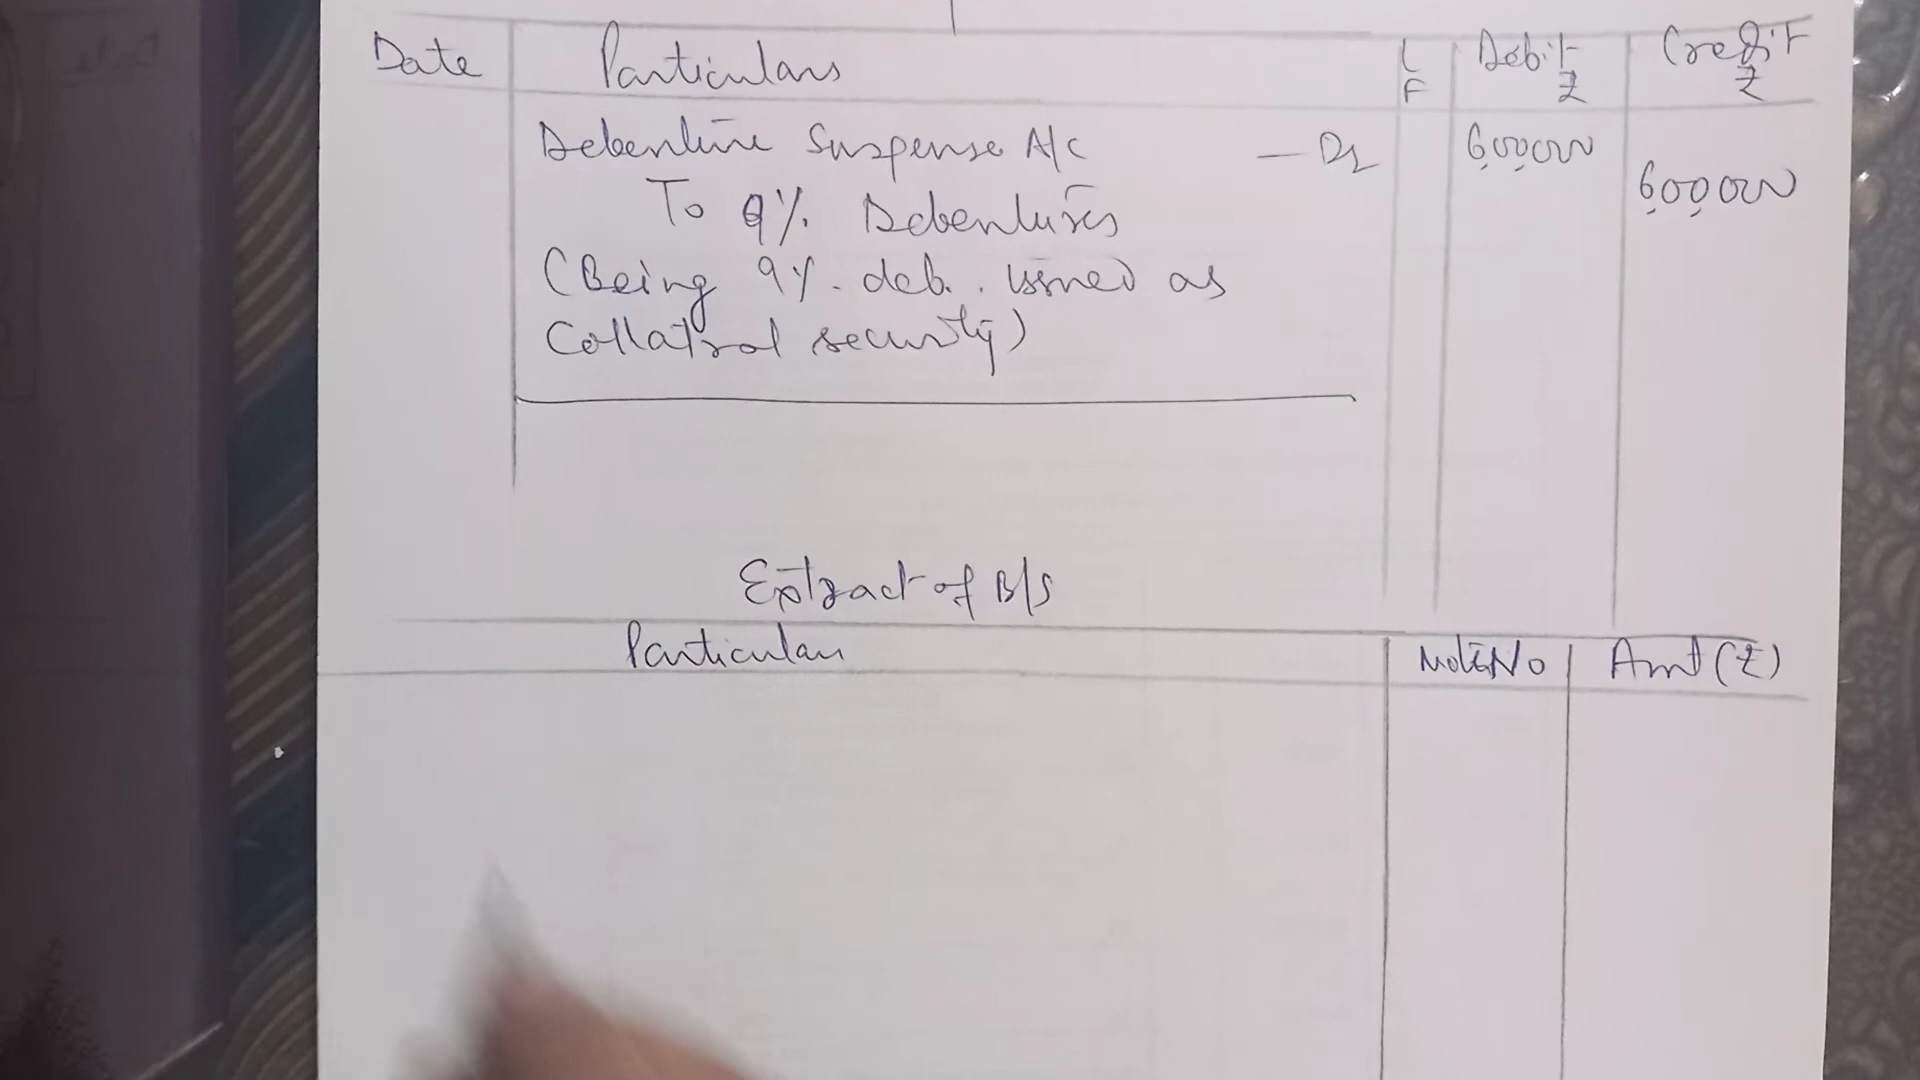 Date Particulars L F Debit ₹ Credit ₹
Debenture Suspense A/c — Dr 6,00,000
To 9% Debentures 6,00,000
(Being 9% deb. issued as
Collatral security)
Extract of B/S
Particulars Note No Amt (₹)